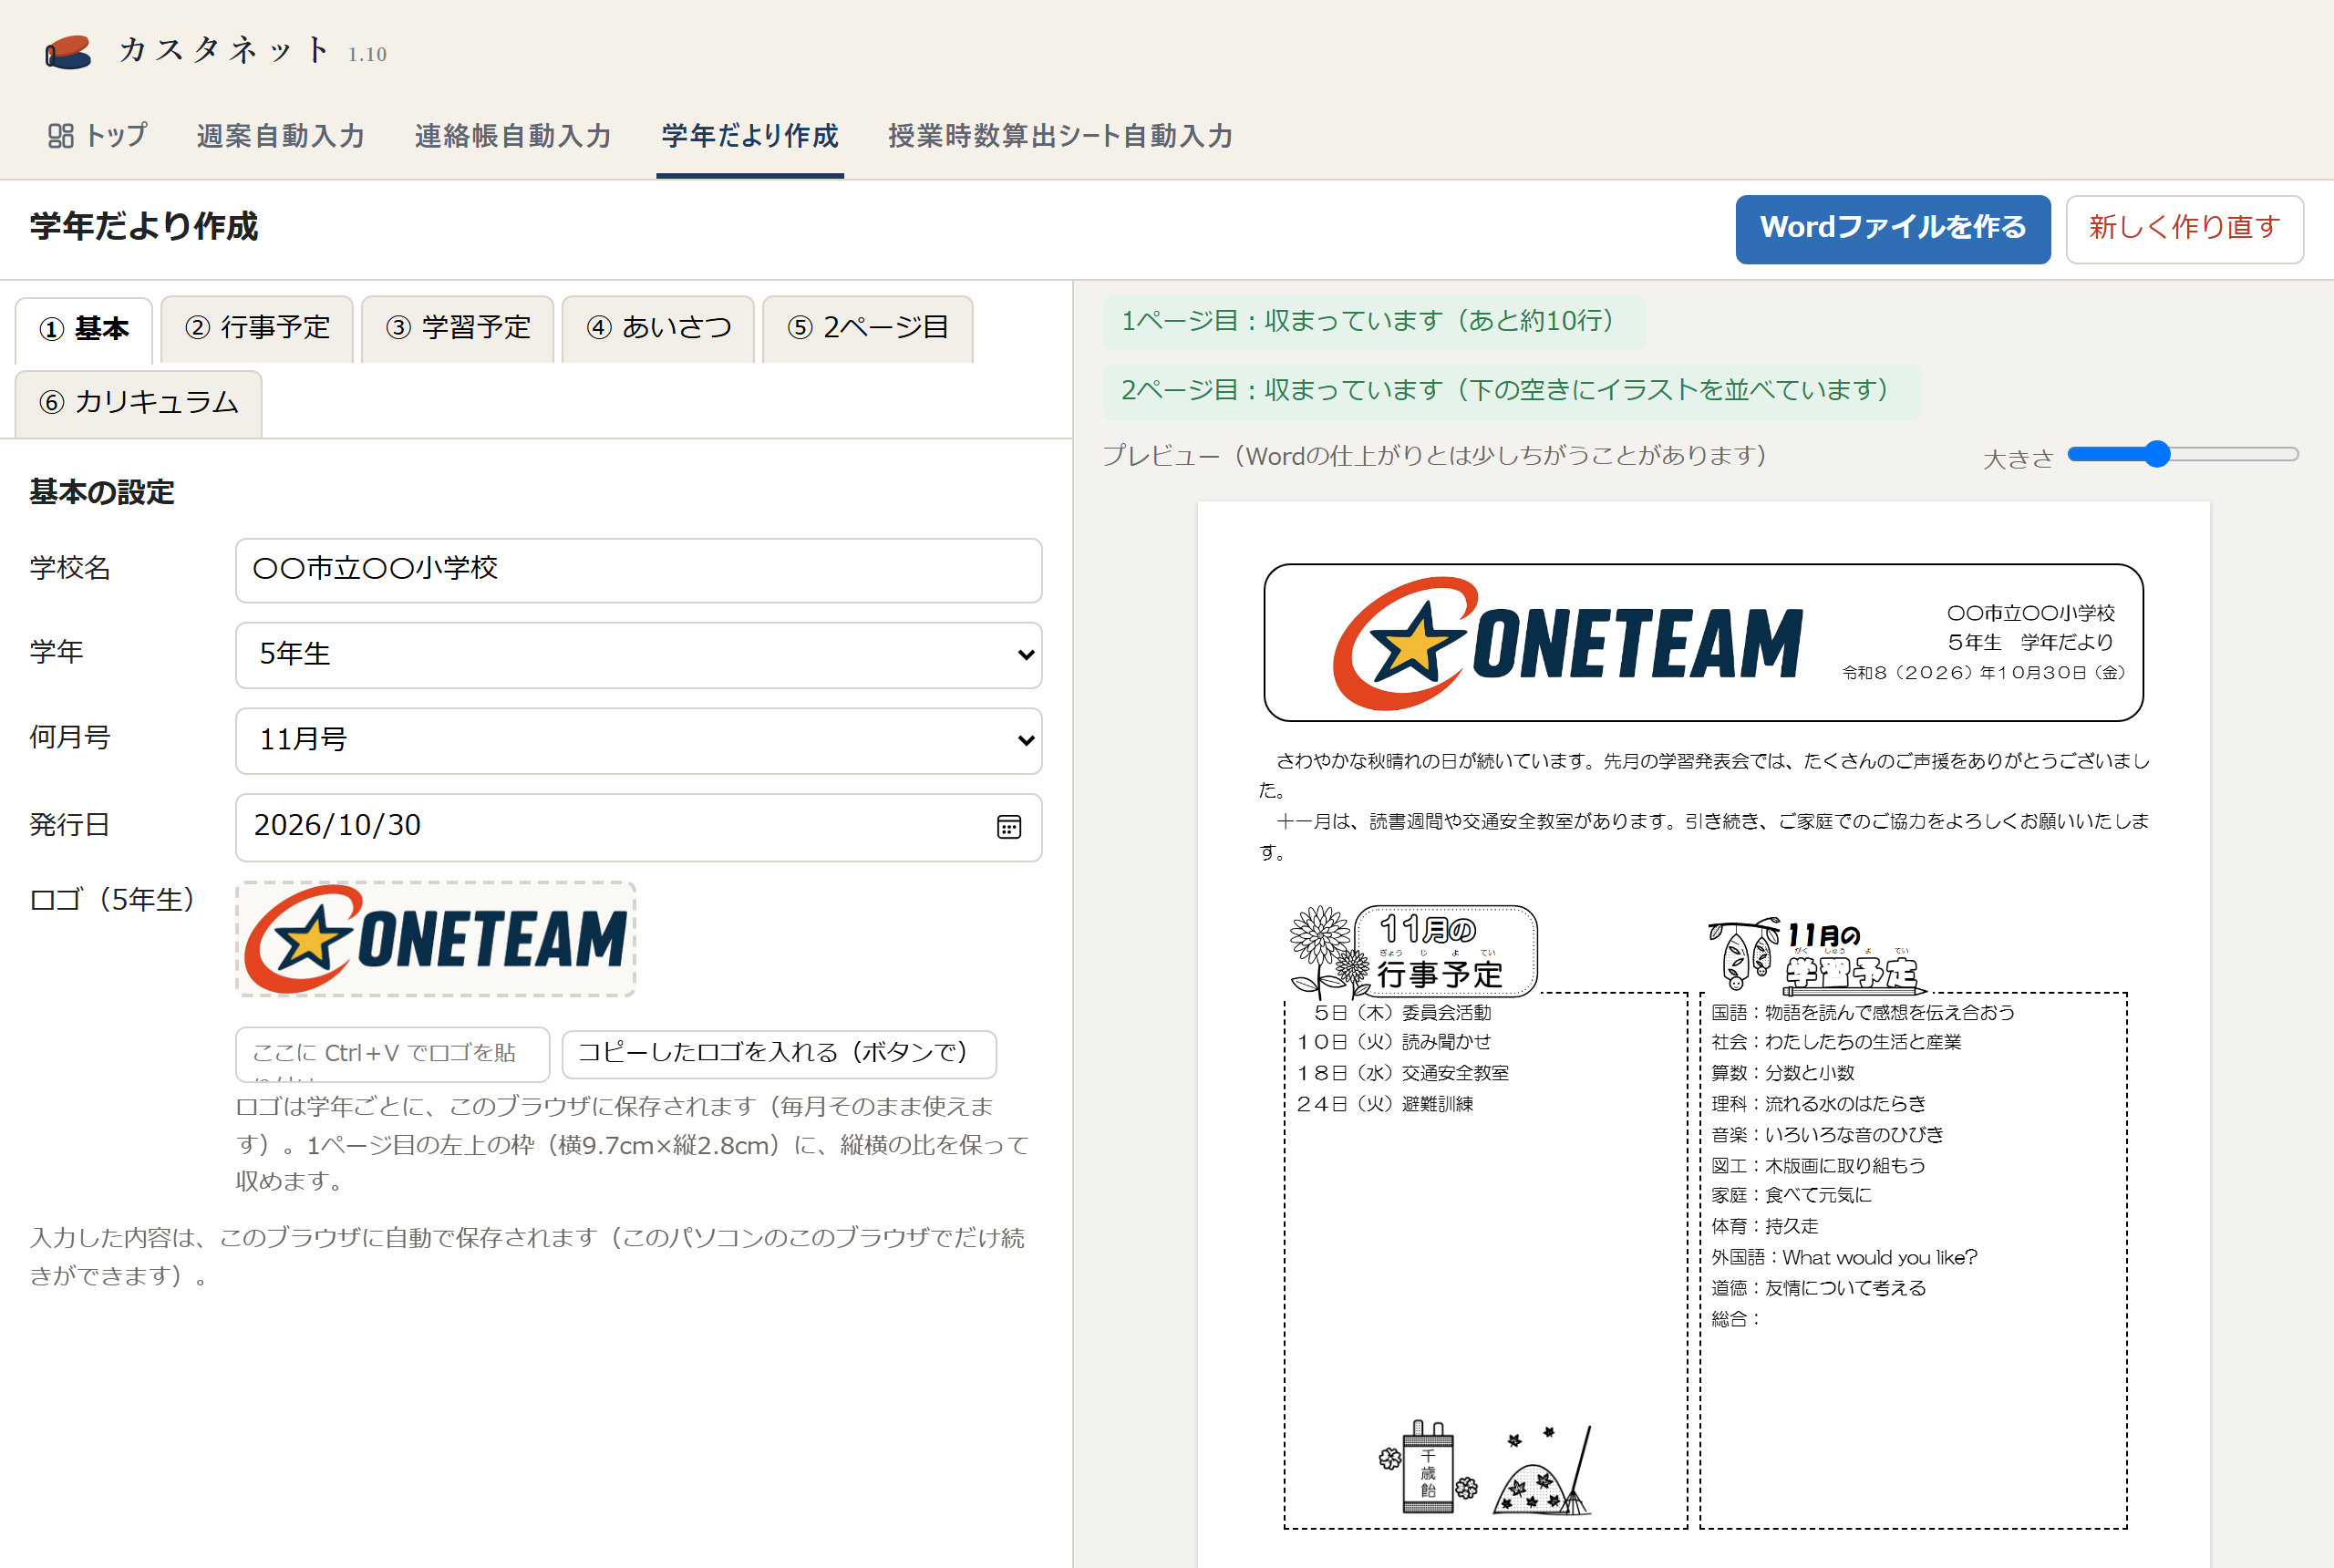 カスタネット 1.10
トップ 週案自動入力 連絡帳自動入力 学年だより作成 授業時数算出シート自動入力
学年だより作成
Wordファイルを作る 新しく作り直す
① 基本 ② 行事予定 ③ 学習予定 ④ あいさつ ⑤ 2ページ目
⑥ カリキュラム
基本の設定
学校名 〇〇市立〇〇小学校
学年 5年生
何月号 11月号
発行日 2026/10/30
ロゴ（5年生）
ONETEAM
ここに Ctrl+V でロゴを貼
コピーしたロゴを入れる（ボタンで）
ロゴは学年ごとに、このブラウザに保存されます（毎月そのまま使えま
す）。1ページ目の左上の枠（横9.7cm×縦2.8cm）に、縦横の比を保って
収めます。
入力した内容は、このブラウザに自動で保存されます（このパソコンのこのブラウザでだけ続
きができます）。
1ページ目：収まっています（あと約10行）
2ページ目：収まっています（下の空きにイラストを並べています）
プレビュー（Wordの仕上がりとは少しちがうことがあります）
大きさ
ONETEAM
〇〇市立〇〇小学校
５年生　学年だより
令和８（２０２６）年１０月３０日（金）
さわやかな秋晴れの日が続いています。先月の学習発表会では、たくさんのご声援をありがとうございまし
た。
十一月は、読書週間や交通安全教室があります。引き続き、ご家庭でのご協力をよろしくお願いいたしま
す。
11月の
ぎょう じ よ てい
行事予定
５日（木）委員会活動
１０日（火）読み聞かせ
１８日（水）交通安全教室
２４日（火）避難訓練
千歳飴
11月の
がく しゅう よ てい
学習予定
国語：物語を読んで感想を伝え合おう
社会：わたしたちの生活と産業
算数：分数と小数
理科：流れる水のはたらき
音楽：いろいろな音のひびき
図工：木版画に取り組もう
家庭：食べて元気に
体育：持久走
外国語：What would you like?
道徳：友情について考える
総合：